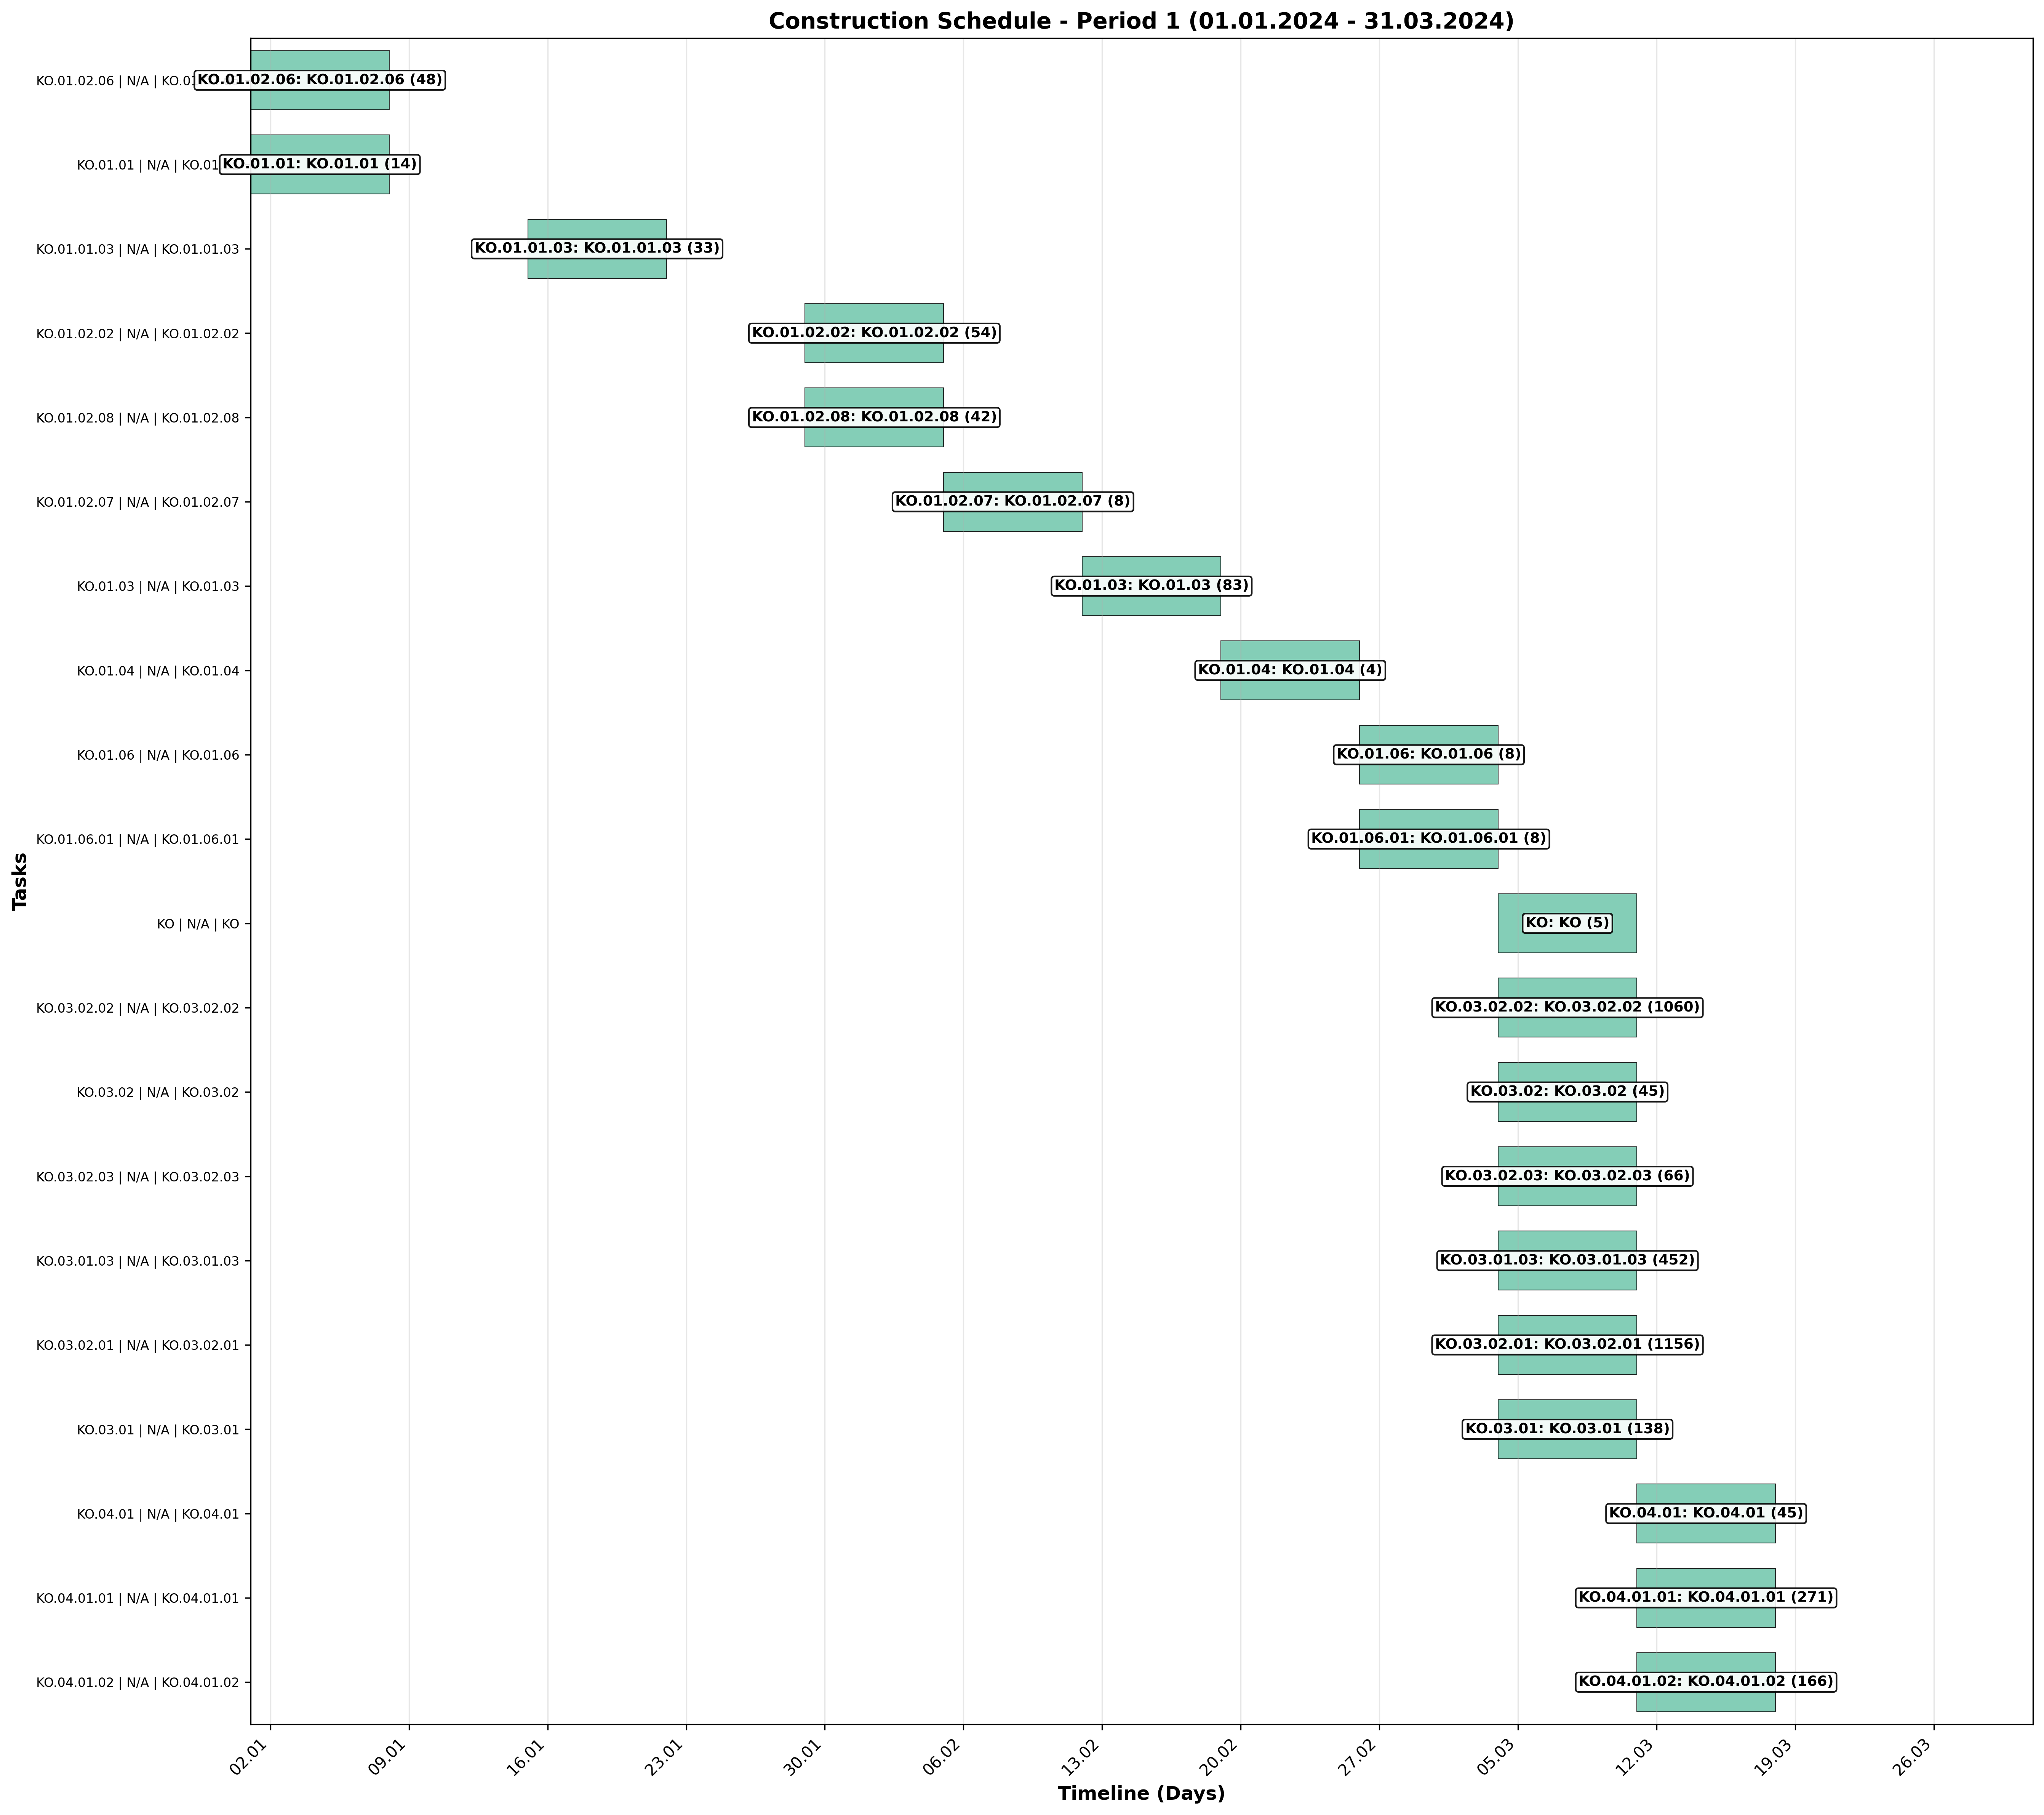 Construction Schedule - Period 1 (01.01.2024 - 31.03.2024)
KO.01.02.06 | N/A | KO.0
KO.01.02.06: KO.01.02.06 (48)
KO.01.01 | N/A | KO.01
KO.01.01: KO.01.01 (14)
KO.01.01.03 | N/A | KO.01.01.03
KO.01.01.03: KO.01.01.03 (33)
KO.01.02.02 | N/A | KO.01.02.02
KO.01.02.02: KO.01.02.02 (54)
KO.01.02.08 | N/A | KO.01.02.08
KO.01.02.08: KO.01.02.08 (42)
KO.01.02.07 | N/A | KO.01.02.07
KO.01.02.07: KO.01.02.07 (8)
KO.01.03 | N/A | KO.01.03
KO.01.03: KO.01.03 (83)
KO.01.04 | N/A | KO.01.04
KO.01.04: KO.01.04 (4)
KO.01.06 | N/A | KO.01.06
KO.01.06: KO.01.06 (8)
KO.01.06.01 | N/A | KO.01.06.01
KO.01.06.01: KO.01.06.01 (8)
KO | N/A | KO
KO: KO (5)
KO.03.02.02 | N/A | KO.03.02.02
KO.03.02.02: KO.03.02.02 (1060)
KO.03.02 | N/A | KO.03.02
KO.03.02: KO.03.02 (45)
KO.03.02.03 | N/A | KO.03.02.03
KO.03.02.03: KO.03.02.03 (66)
KO.03.01.03 | N/A | KO.03.01.03
KO.03.01.03: KO.03.01.03 (452)
KO.03.02.01 | N/A | KO.03.02.01
KO.03.02.01: KO.03.02.01 (1156)
KO.03.01 | N/A | KO.03.01
KO.03.01: KO.03.01 (138)
KO.04.01 | N/A | KO.04.01
KO.04.01: KO.04.01 (45)
KO.04.01.01 | N/A | KO.04.01.01
KO.04.01.01: KO.04.01.01 (271)
KO.04.01.02 | N/A | KO.04.01.02
KO.04.01.02: KO.04.01.02 (166)
Tasks
02.01
09.01
16.01
23.01
30.01
06.02
13.02
20.02
27.02
05.03
12.03
19.03
26.03
Timeline (Days)